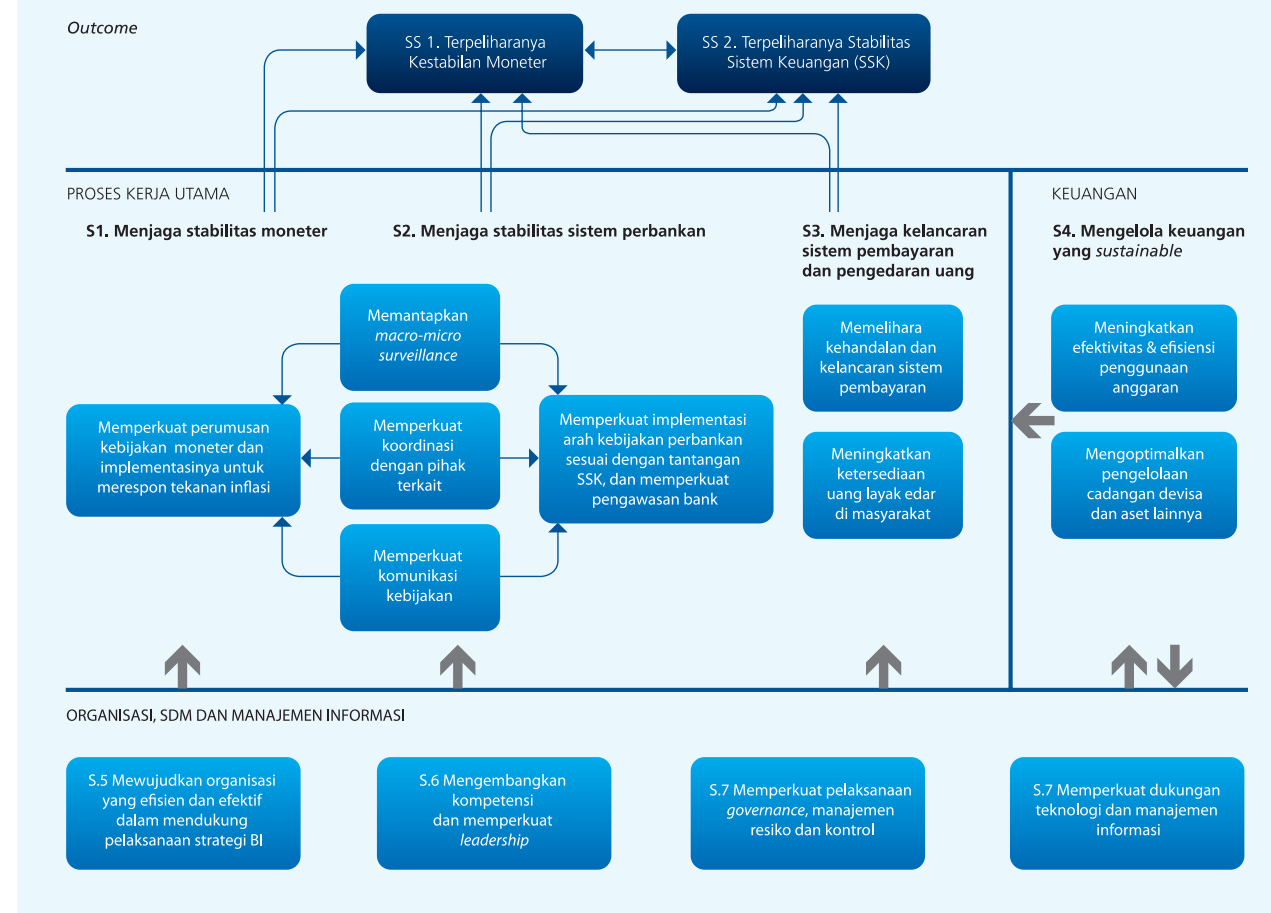 Outcome
SS 1. Terpeliharanya
Kestabilan Moneter
SS 2. Terpeliharanya Stabilitas
Sistem Keuangan (SSK)
PROSES KERJA UTAMA
KEUANGAN
S1. Menjaga stabilitas moneter
S2. Menjaga stabilitas sistem perbankan
S3. Menjaga kelancaran
sistem pembayaran
dan pengedaran uang
S4. Mengelola keuangan
yang sustainable
Memantapkan
macro-micro
surveillance
Memperkuat perumusan
kebijakan moneter dan
implementasinya untuk
merespon tekanan inflasi
Memperkuat
koordinasi
dengan pihak
terkait
Memperkuat
komunikasi
kebijakan
Memperkuat implementasi
arah kebijakan perbankan
sesuai dengan tantangan
SSK, dan memperkuat
pengawasan bank
Memelihara
kehandalan dan
kelancaran sistem
pembayaran
Meningkatkan
ketersediaan
uang layak edar
di masyarakat
Meningkatkan
efektivitas & efisiensi
penggunaan
anggaran
Mengoptimalkan
pengelolaan
cadangan devisa
dan aset lainnya
ORGANISASI, SDM DAN MANAJEMEN INFORMASI
S.5 Mewujudkan organisasi
yang efisien dan efektif
dalam mendukung
pelaksanaan strategi BI
S.6 Mengembangkan
kompetensi
dan memperkuat
leadership
S.7 Memperkuat pelaksanaan
governance, manajemen
resiko dan kontrol
S.7 Memperkuat dukungan
teknologi dan manajemen
informasi